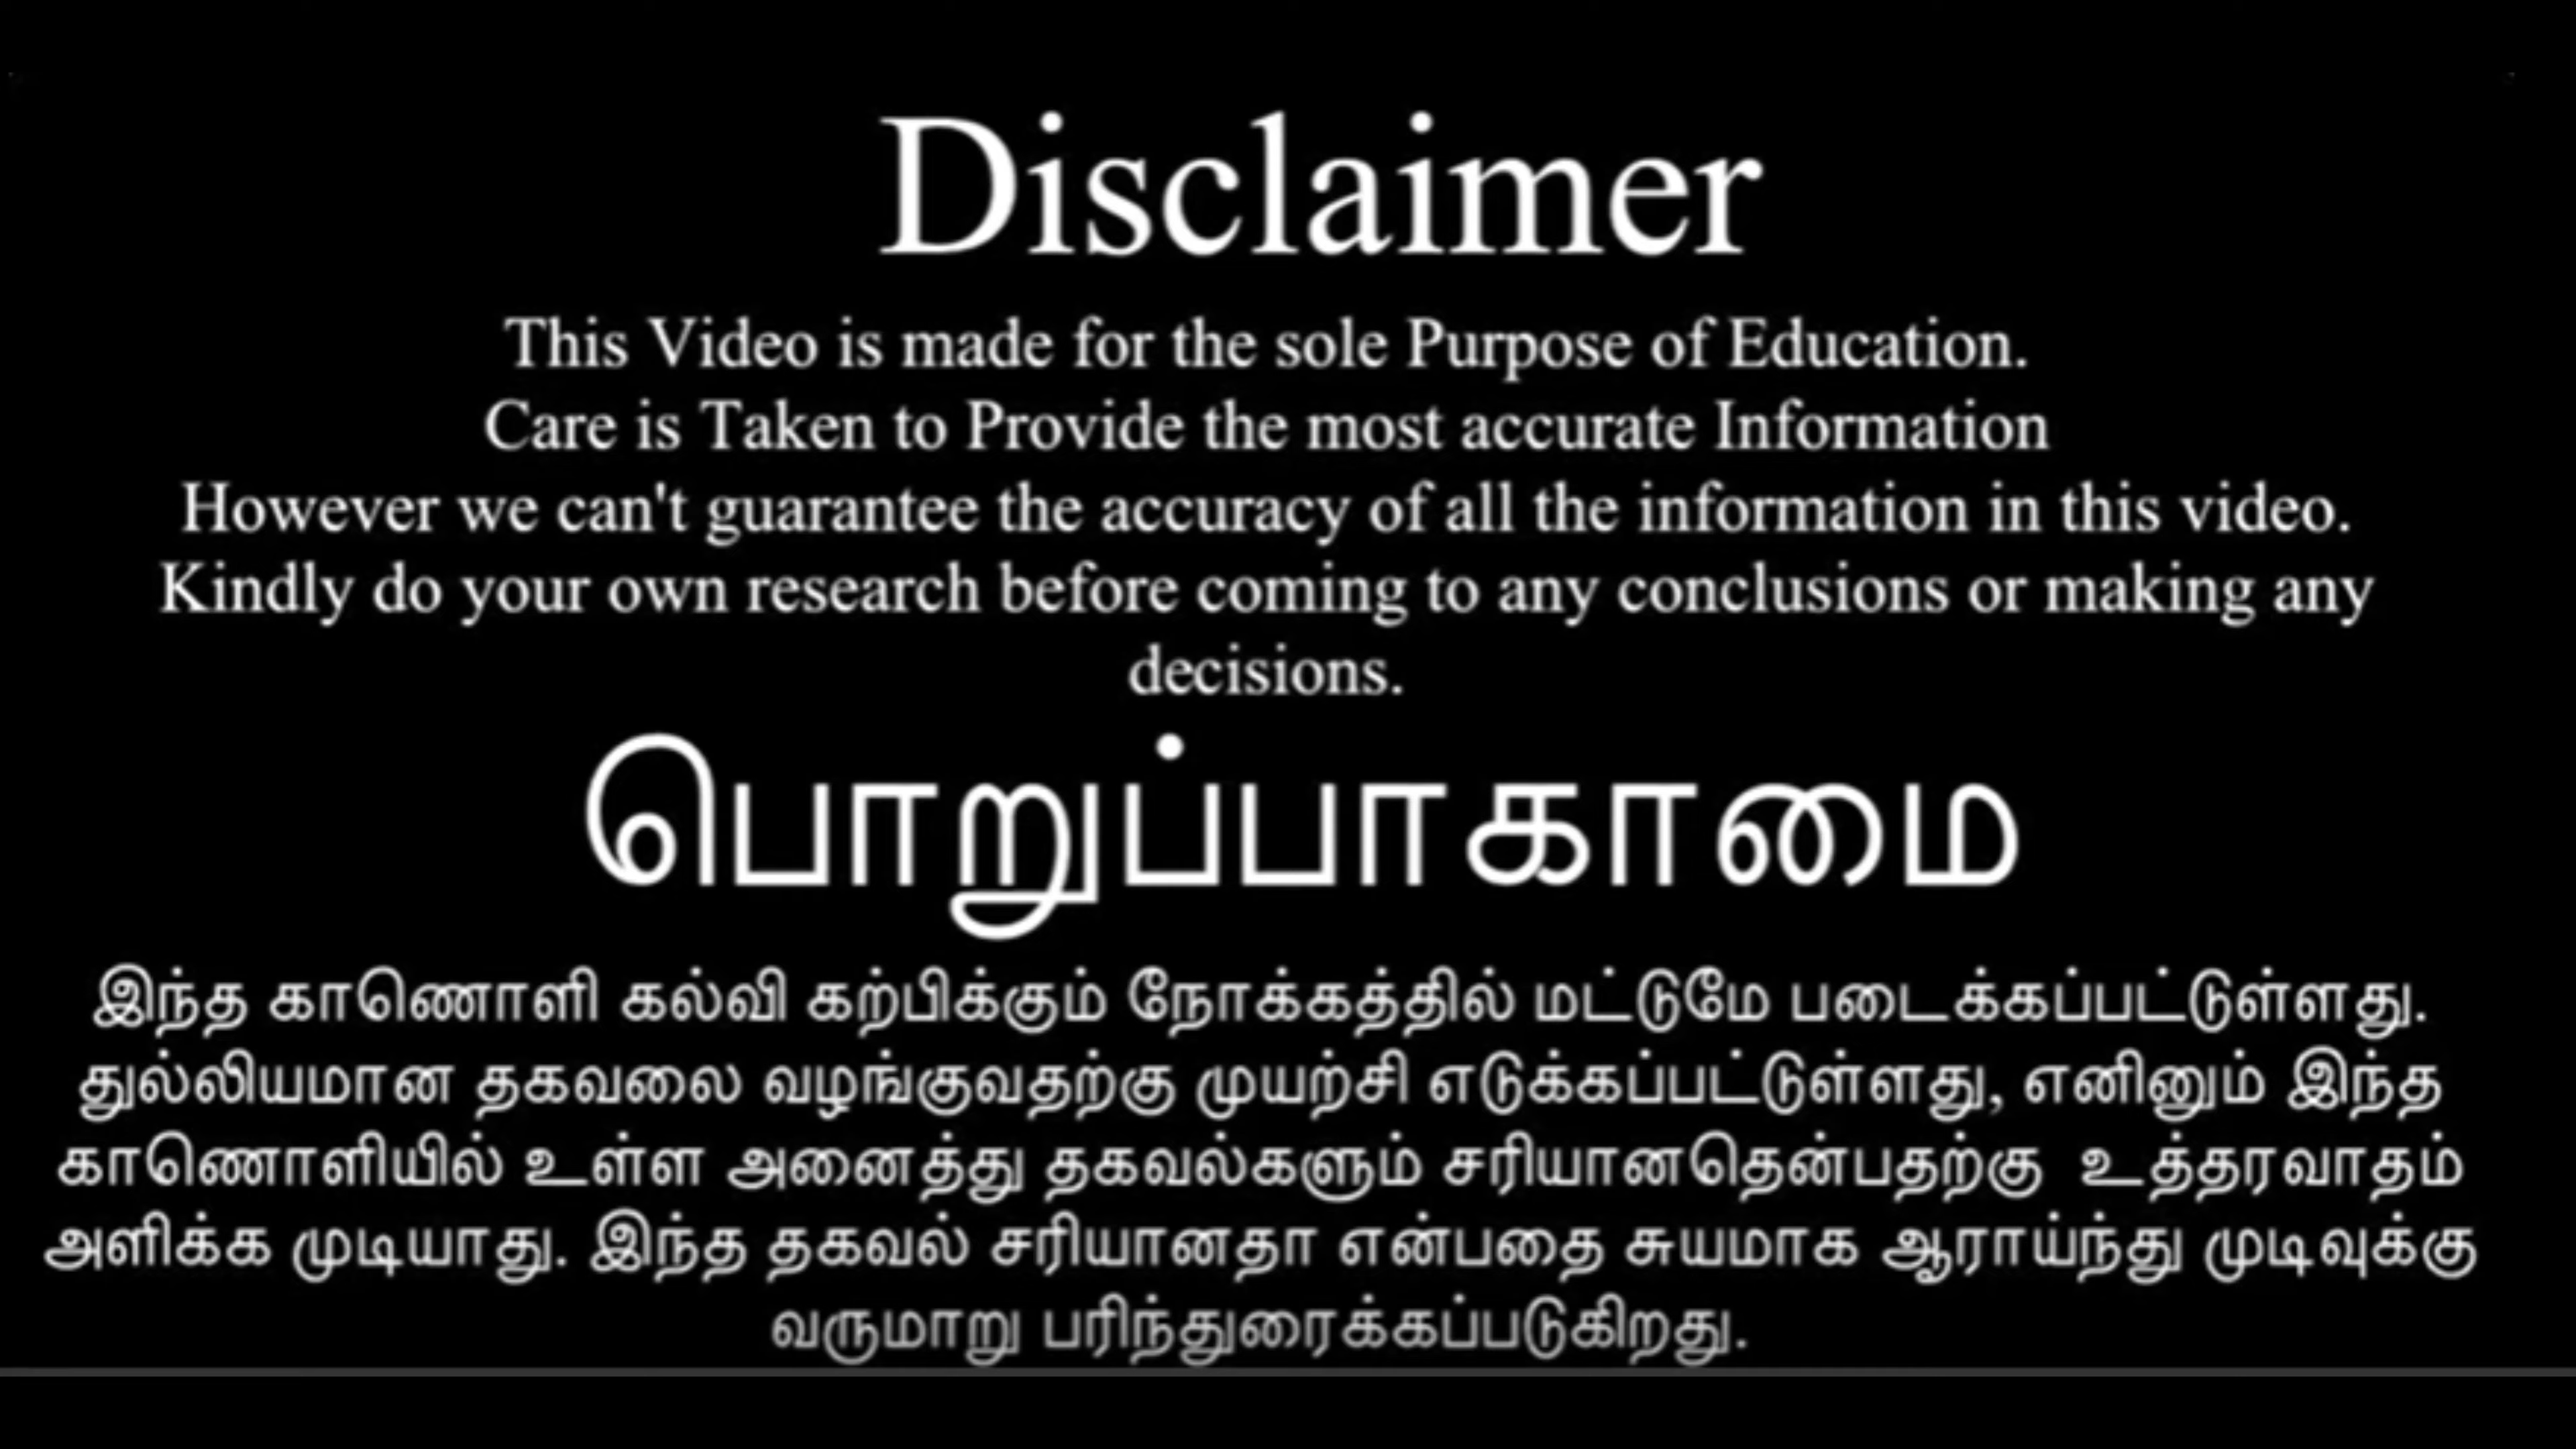 Disclaimer
This Video is made for the sole Purpose of Education.
Care is Taken to Provide the most accurate Information
However we can't guarantee the accuracy of all the information in this video.
Kindly do your own research before coming to any conclusions or making any
decisions.
பொறுப்பாகாமை
இந்த காணொளி கல்வி கற்பிக்கும் நோக்கத்தில் மட்டுமே படைக்கப்பட்டுள்ளது.
துல்லியமான தகவலை வழங்குவதற்கு முயற்சி எடுக்கப்பட்டுள்ளது, எனினும் இந்த
காணொளியில் உள்ள அனைத்து தகவல்களும் சரியானதென்பதற்கு உத்தரவாதம்
அளிக்க முடியாது. இந்த தகவல் சரியானதா என்பதை சுயமாக ஆராய்ந்து முடிவுக்கு
வருமாறு பரிந்துரைக்கப்படுகிறது.